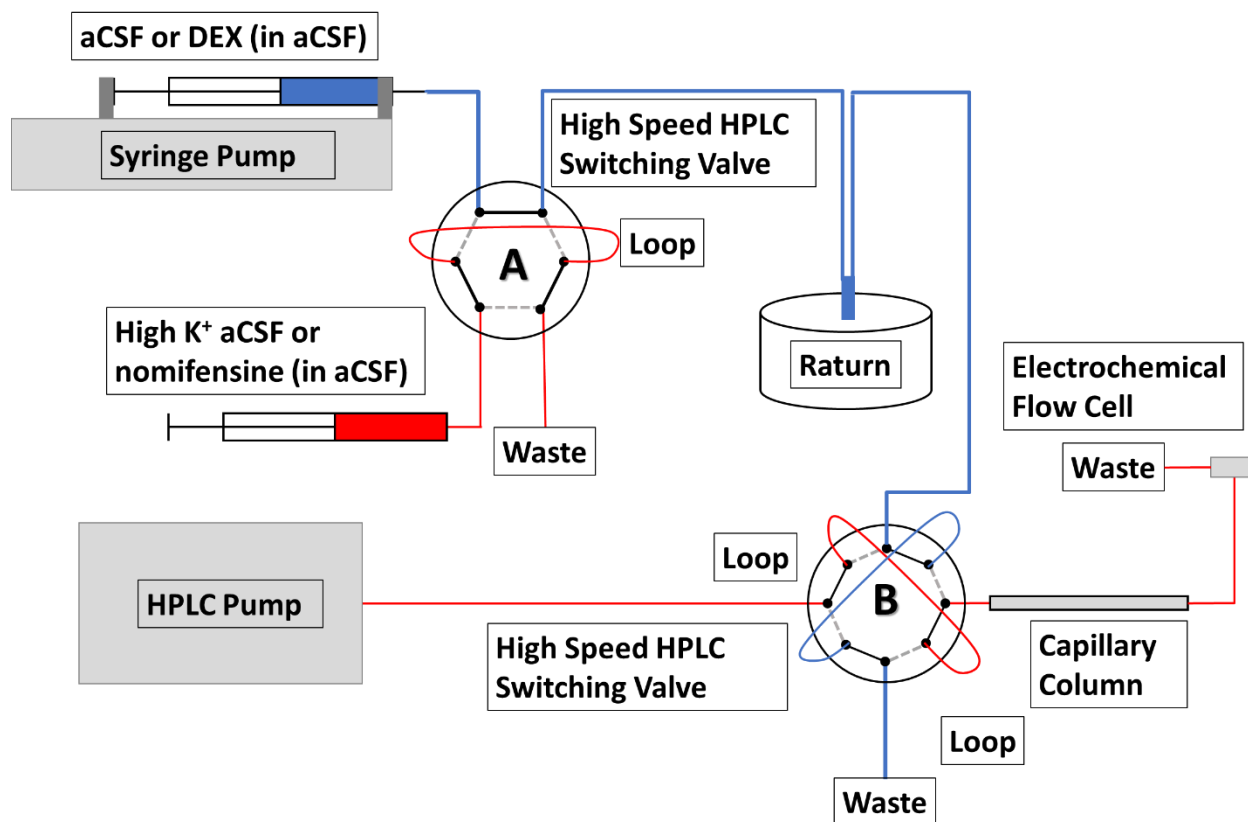 aCSF or DEX (in aCSF)
Syringe Pump
High Speed HPLC
Switching Valve
A
Loop
High K⁺ aCSF or
nomifensine (in aCSF)
Waste
Raturn
Electrochemical
Flow Cell
Waste
HPLC Pump
Loop
B
High Speed HPLC
Switching Valve
Capillary
Column
Loop
Waste